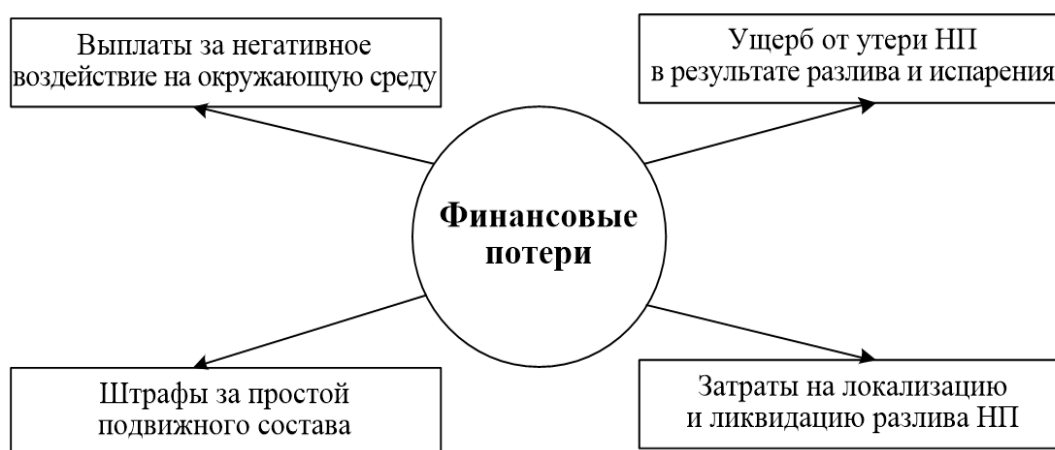 Выплаты за негативное
воздействие на окружающую среду
Ущерб от утери НП
в результате разлива и испарения
Финансовые
потери
Штрафы за простой
подвижного состава
Затраты на локализацию
и ликвидацию разлива НП